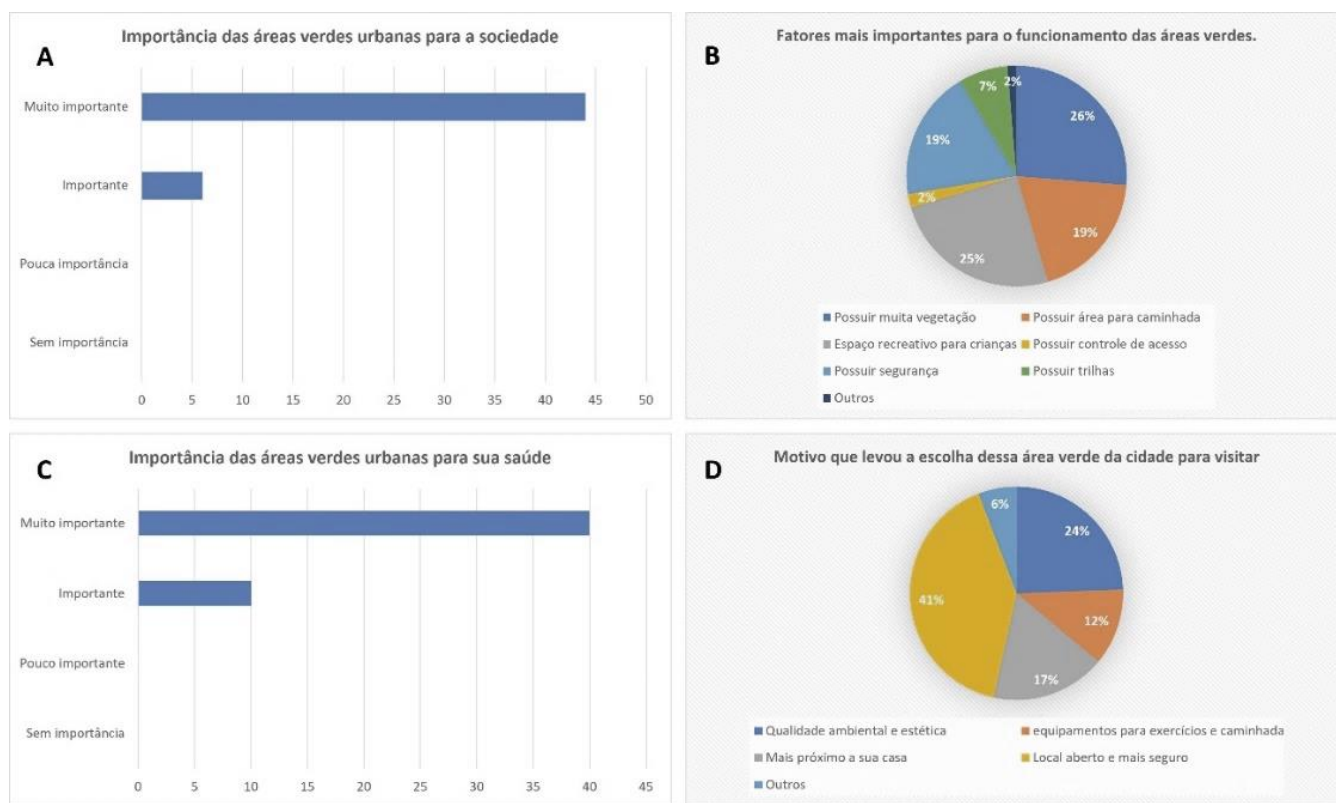 A
Importância das áreas verdes urbanas para a sociedade
Muito importante
Importante
Pouca importância
Sem importância
0 5 10 15 20 25 30 35 40 45 50
B
Fatores mais importantes para o funcionamento das áreas verdes.
2%
7%
26%
19%
2%
19%
25%
Possuir muita vegetação Possuir área para caminhada
Espaço recreativo para crianças Possuir controle de acesso
Possuir segurança Possuir trilhas
Outros
C
Importância das áreas verdes urbanas para sua saúde
Muito importante
Importante
Pouco importante
Sem importância
0 5 10 15 20 25 30 35 40 45
D
Motivo que levou a escolha dessa área verde da cidade para visitar
6%
24%
41%
12%
17%
Qualidade ambiental e estética equipamentos para exercícios e caminhada
Mais próximo a sua casa Local aberto e mais seguro
Outros